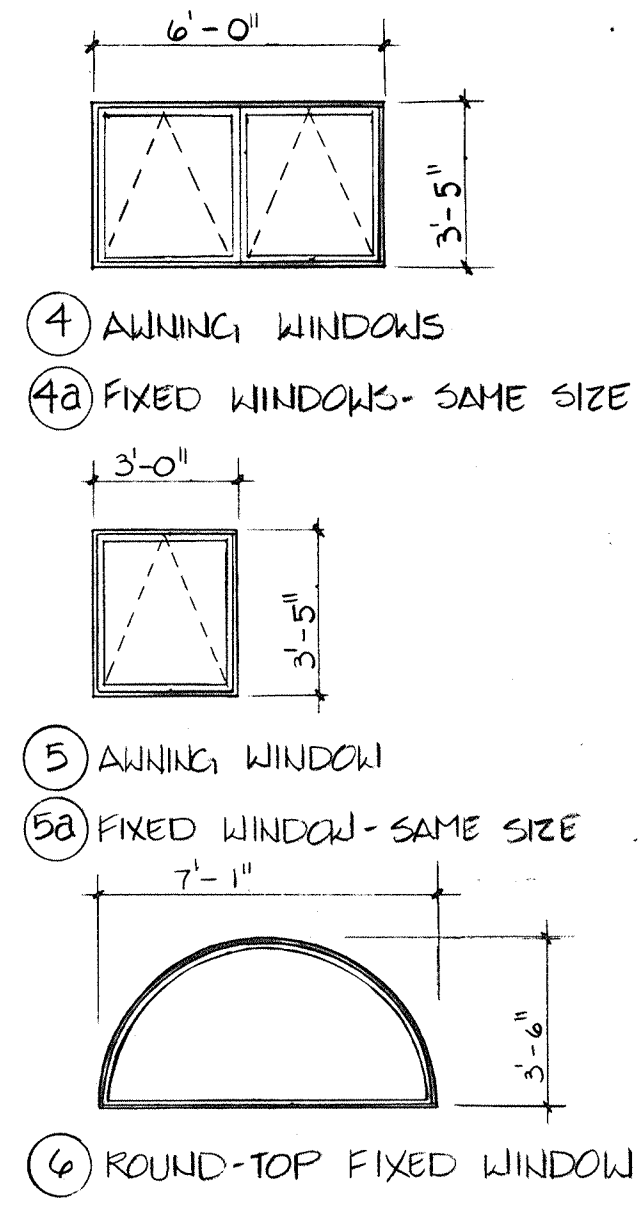 6'-0"
3'-5"
4 AWNING WINDOWS
4a FIXED WINDOWS- SAME SIZE
3'-0"
3'-5"
5 AWNING WINDOW
5a FIXED WINDOW- SAME SIZE
7'-1"
3'-6"
6 ROUND-TOP FIXED WINDOW